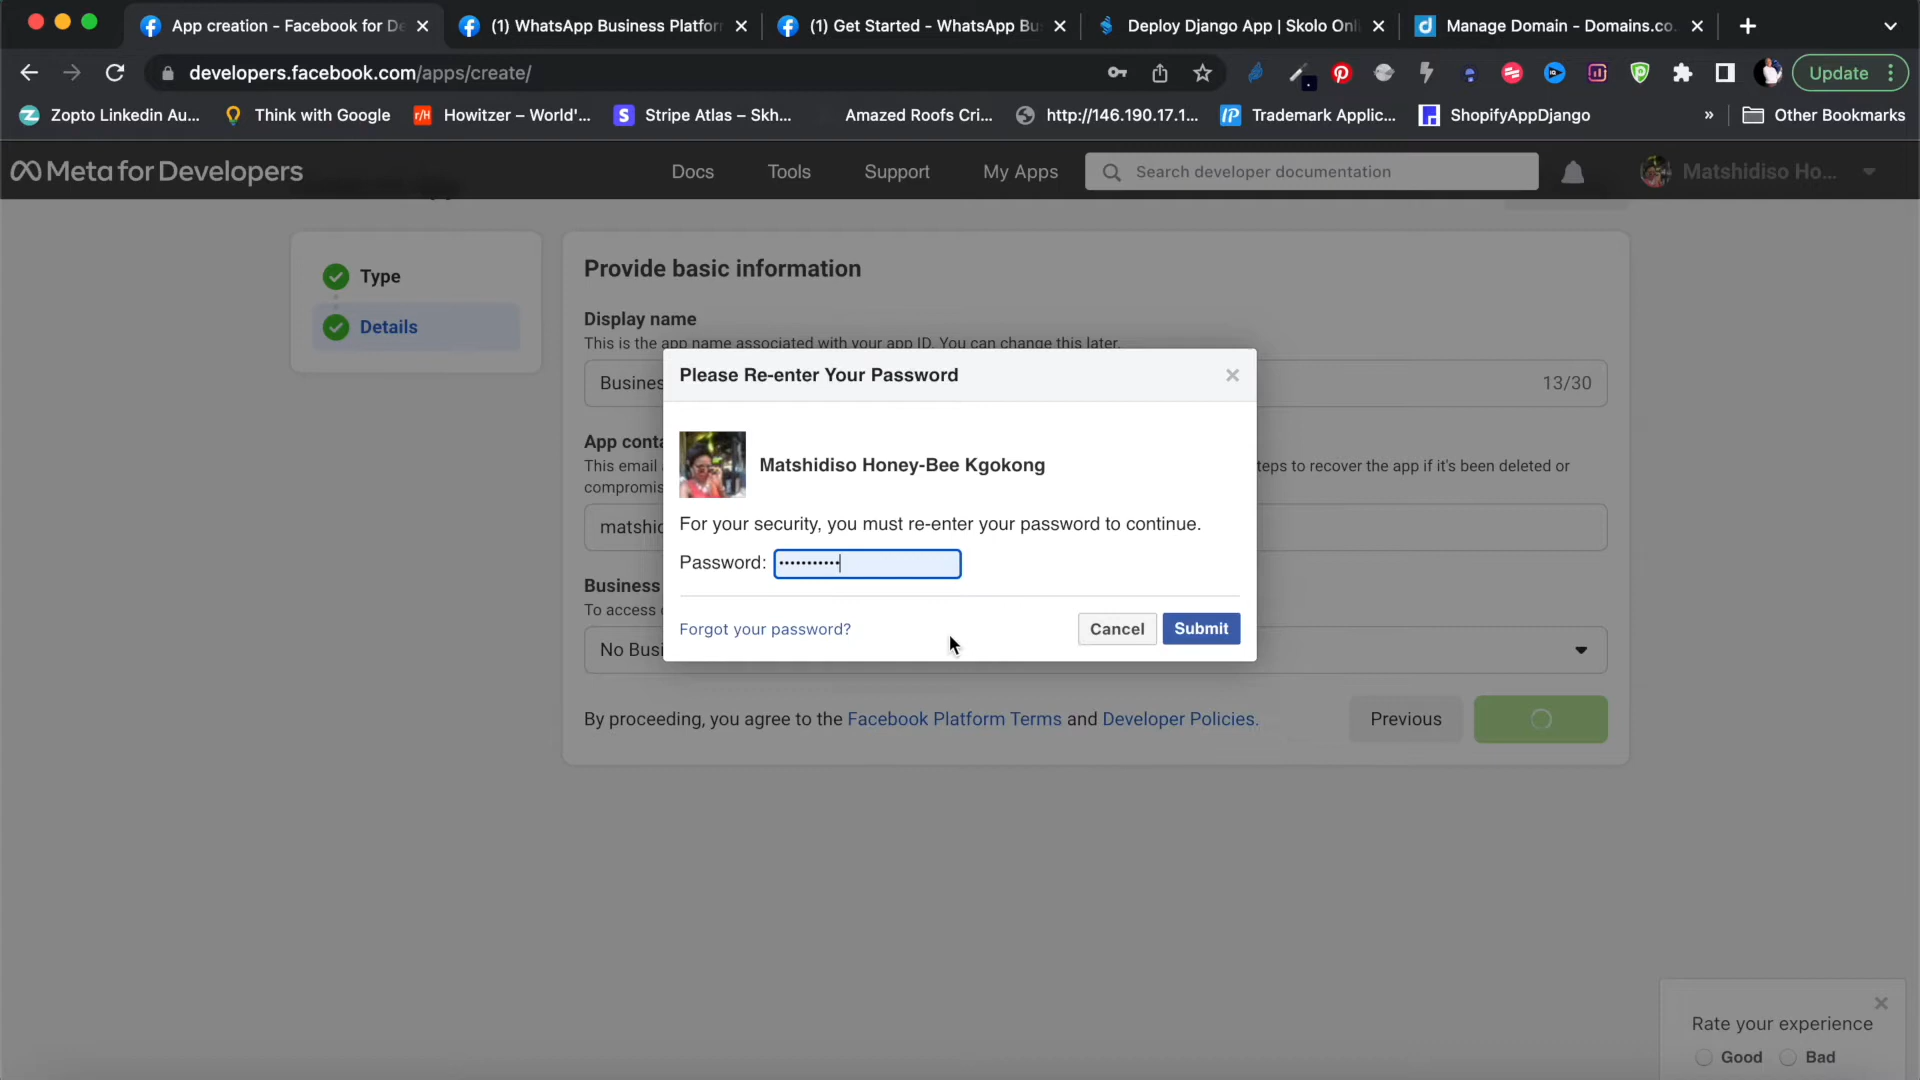 App creation - Facebook for De
(1) WhatsApp Business Platfor
(1) Get Started - WhatsApp Bu
Deploy Django App | Skolo Onl
Manage Domain - Domains.co.
developers.facebook.com/apps/create/
Update
Zopto Linkedin Au...
Think with Google
r/H
Howitzer – World'...
S
Stripe Atlas – Skh...
Amazed Roofs Cri...
http://146.190.17.1...
Trademark Applic...
ShopifyAppDjango
»
Other Bookmarks
Meta for Developers
Docs
Tools
Support
My Apps
Search developer documentation
Matshidiso Ho...
Type
Details
Provide basic information
Display name
This is the app name associated with your app ID. You can change this later.
Busines
13/30
App conta
This email
teps to recover the app if it's been deleted or
compromis
matshid
Business
To access
No Busi
Please Re-enter Your Password
Matshidiso Honey-Bee Kgokong
For your security, you must re-enter your password to continue.
Password: •••••••••••
Forgot your password?
Cancel
Submit
By proceeding, you agree to the Facebook Platform Terms and Developer Policies.
Previous
Rate your experience
Good
Bad